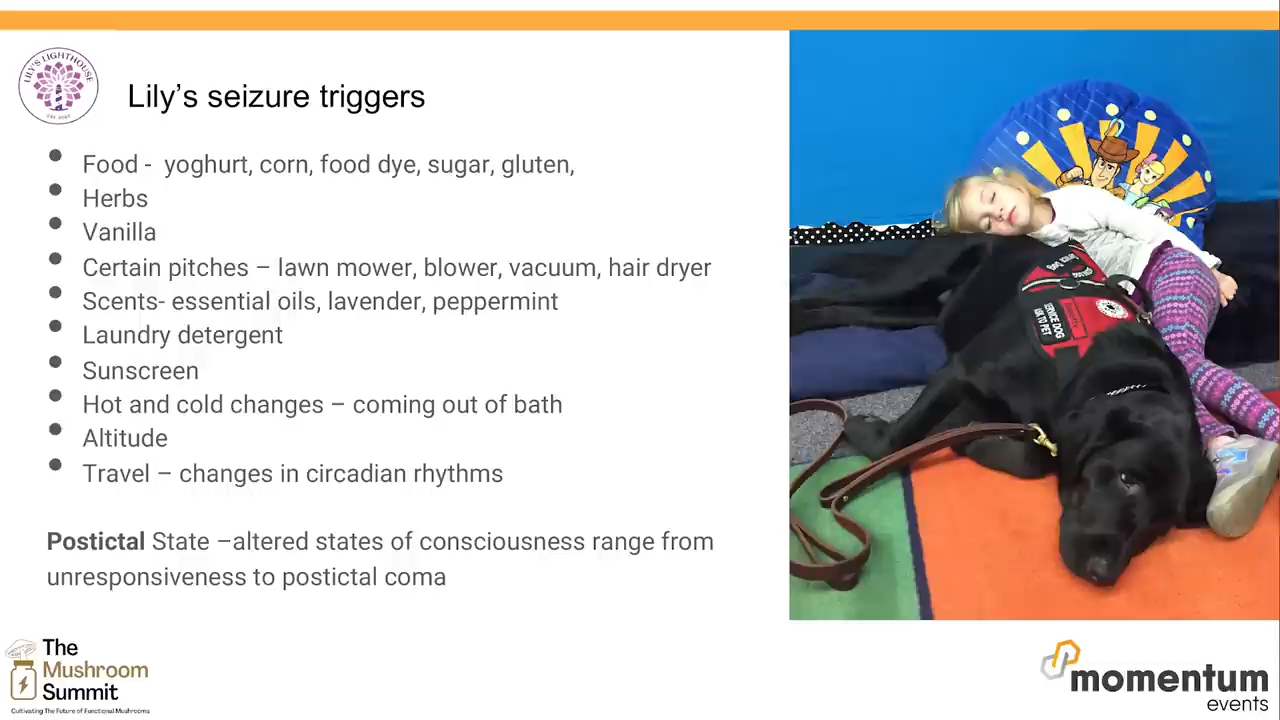 LILY'S LIGHTHOUSE
Lily's seizure triggers
Food -  yoghurt, corn, food dye, sugar, gluten,
Herbs
Vanilla
Certain pitches – lawn mower, blower, vacuum, hair dryer
Scents- essential oils, lavender, peppermint
Laundry detergent
Sunscreen
Hot and cold changes – coming out of bath
Altitude
Travel – changes in circadian rhythms
Postictal State –altered states of consciousness range from
unresponsiveness to postictal coma
SERVICE DOG
ASK TO PET
The
Mushroom
Summit
Cultivating The Future of Functional Mushrooms
momentum
events